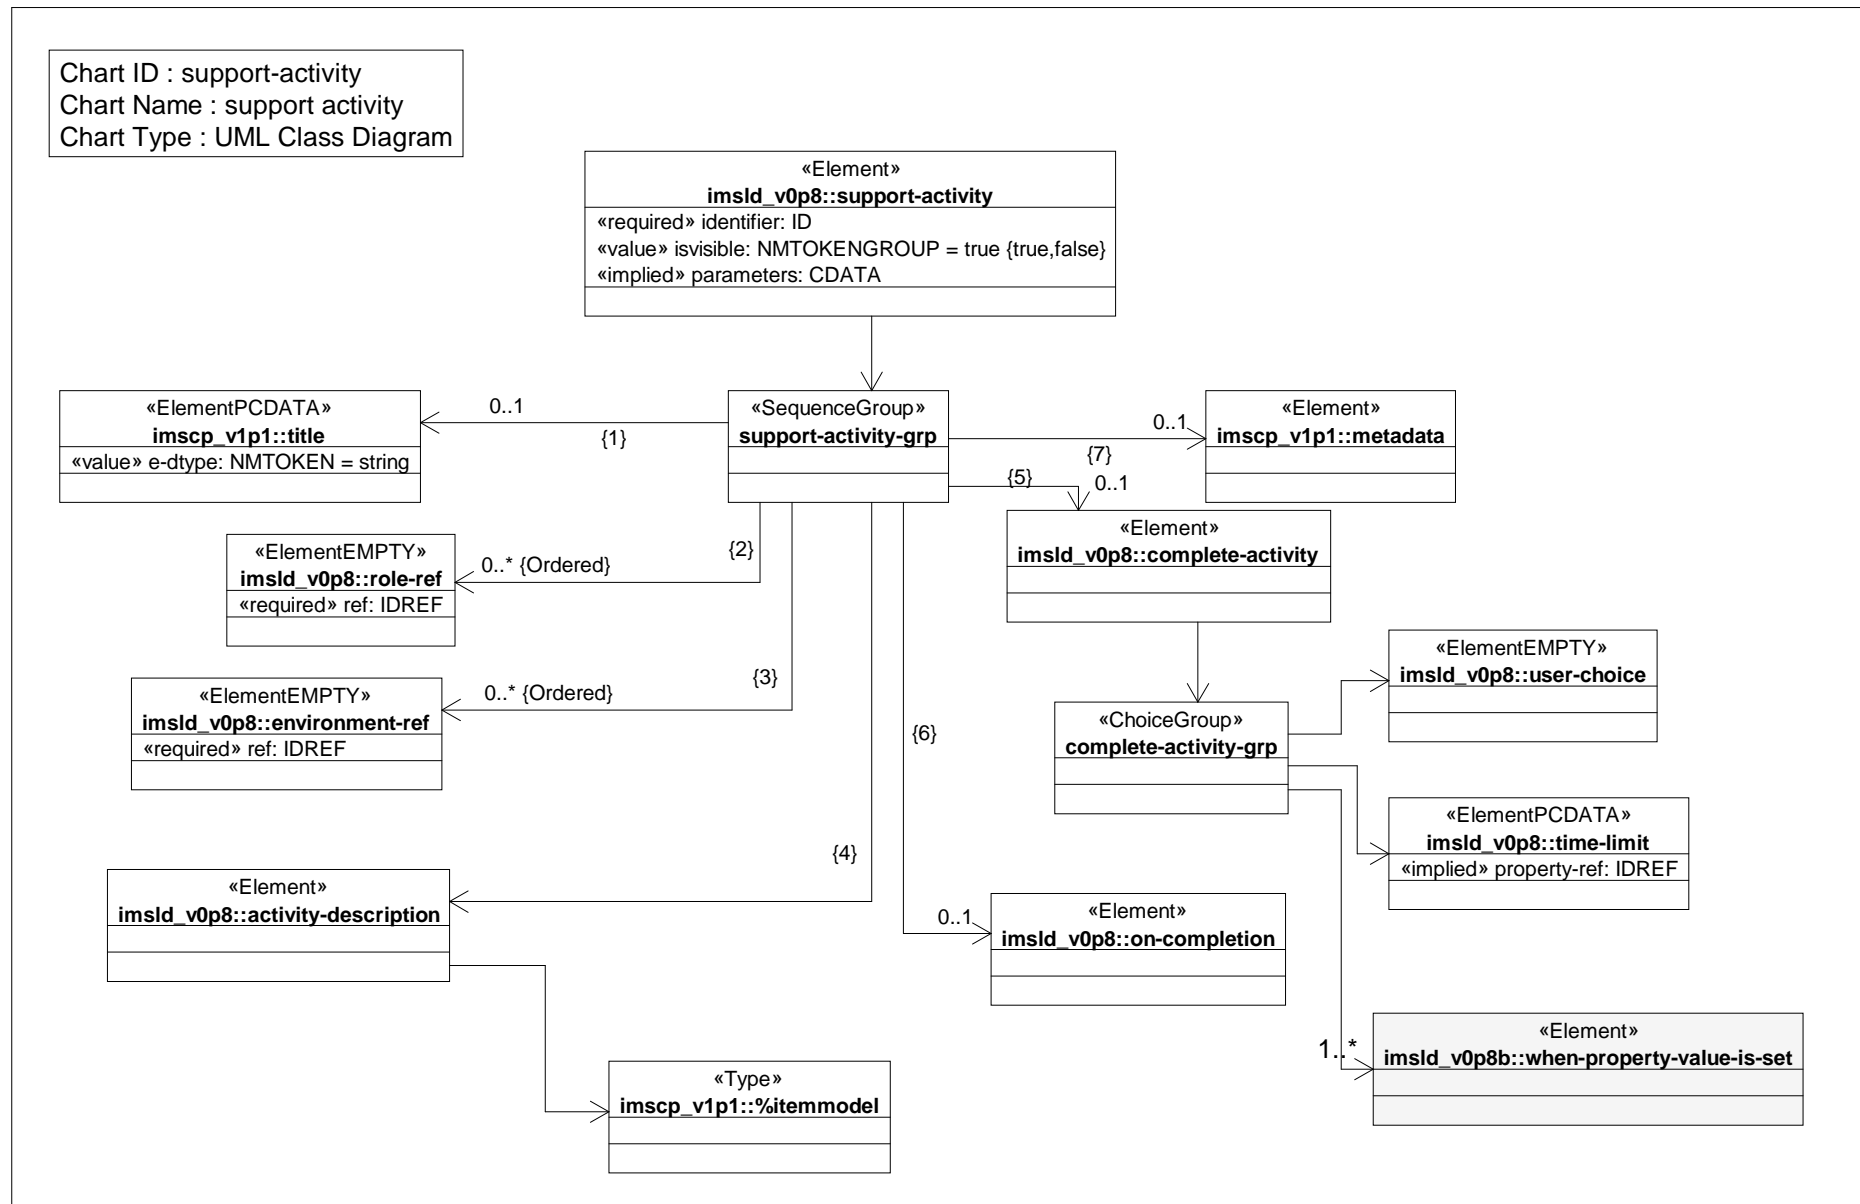 Chart ID : support-activity
Chart Name : support activity
Chart Type : UML Class Diagram
«Element»
imsld_v0p8::support-activity
«required» identifier: ID
«value» isvisible: NMTOKENGROUP = true {true,false}
«implied» parameters: CDATA
«ElementPCDATA»
imscp_v1p1::title
«value» e-dtype: NMTOKEN = string
0..1
{1}
«SequenceGroup»
support-activity-grp
0..1
{7}
«Element»
imscp_v1p1::metadata
{5}
0..1
«Element»
imsld_v0p8::complete-activity
«ElementEMPTY»
imsld_v0p8::role-ref
«required» ref: IDREF
0..* {Ordered}
{2}
«ElementEMPTY»
imsld_v0p8::environment-ref
«required» ref: IDREF
0..* {Ordered}
{3}
{6}
«ChoiceGroup»
complete-activity-grp
«ElementEMPTY»
imsld_v0p8::user-choice
«ElementPCDATA»
imsld_v0p8::time-limit
«implied» property-ref: IDREF
{4}
«Element»
imsld_v0p8::activity-description
0..1
«Element»
imsld_v0p8::on-completion
1..*
«Element»
imsld_v0p8b::when-property-value-is-set
«Type»
imscp_v1p1::%itemmodel